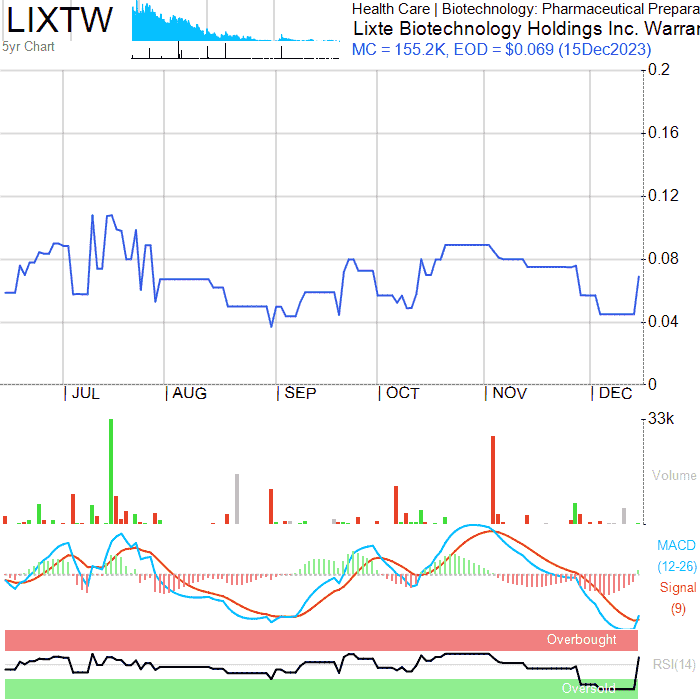 LIXTW
5yr Chart
Health Care | Biotechnology: Pharmaceutical Prepara
Lixte Biotechnology Holdings Inc. Warran
MC = 155.2K, EOD = $0.069 (15Dec2023)
0.2
0.16
0.12
0.08
0.04
0
JUL AUG SEP OCT NOV DEC
33k
Volume
MACD
(12-26)
Signal
(9)
Overbought
RSI(14)
Oversold